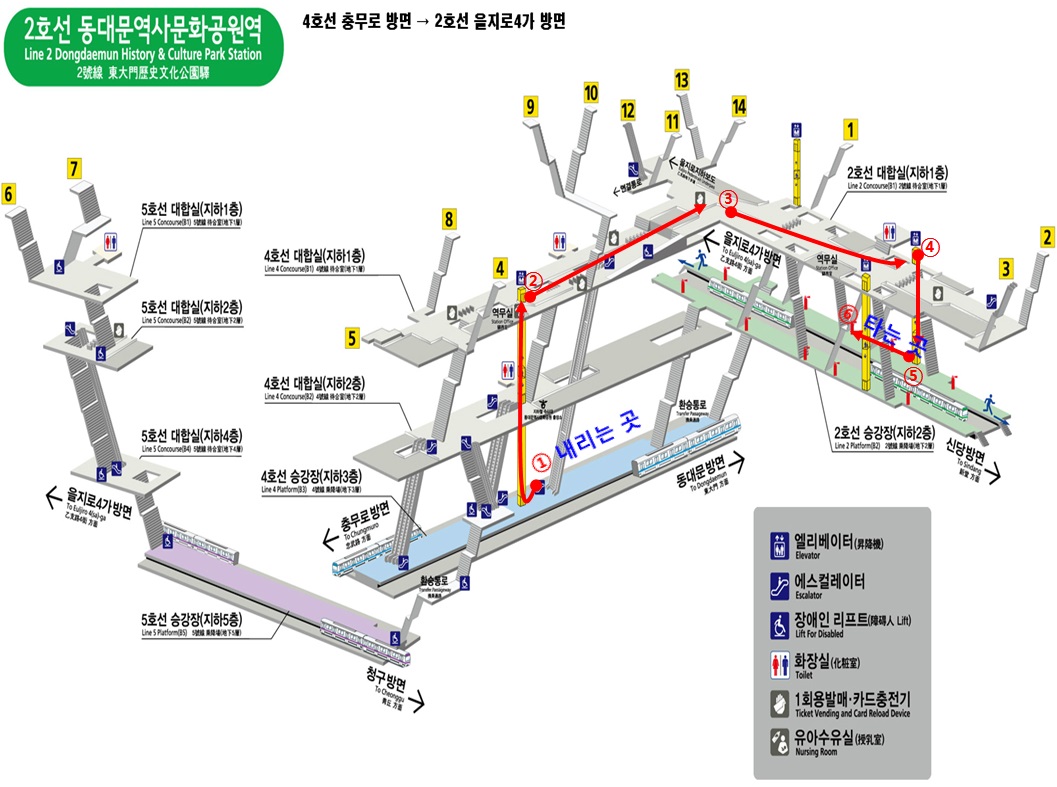 2호선 동대문역사문화공원역
Line 2 Dongdaemun History & Culture Park Station
2號線 東大門歷史文化公園驛
4호선 충무로 방면 → 2호선 을지로4가 방면
13
10
9
12
14
11
1
← 을지로지하보도
←연결통로
2호선 대합실(지하1층)
Line 2 Concourse(B1) 2號線 待合室(地下1層)
7
6
5호선 대합실(지하1층)
Line 5 Concourse(B1) 5號線 待合室(地下1層)
8
③
④
2
을지로4가방면
To Euljiro 4(sa)-ga
乙支路4街 方面
역무실
Station Office
4호선 대합실(지하1층)
Line 4 Concourse(B1) 4號線 待合室(地下1層)
4
②
3
5호선 대합실(지하2층)
Line 5 Concourse(B2) 5號線 待合室(地下2層)
역무실
Station Office
5
⑥
타는 곳
⑤
4호선 대합실(지하2층)
Line 4 Concourse(B2) 4號線 待合室(地下2層)
환승통로
Transfer Passageway
내리는 곳
①
2호선 승강장(지하2층)
Line 2 Platform(B2) 2號線 乘降場(地下2層)
신당방면
To Sindang
新堂 方面
5호선 대합실(지하4층)
Line 5 Concourse(B4) 5號線 待合室(地下4層)
4호선 승강장(지하3층)
Line 4 Platform(B3) 4號線 乘降場(地下3層)
동대문방면
To Dongdaemun
東大門 方面
을지로4가방면
To Euljiro 4(sa)-ga
乙支路4街 方面
충무로방면
To Chungmuro
忠武路 方面
환승통로
Transfer Passageway
5호선 승강장(지하5층)
Line 5 Platform(B5) 5號線 乘降場(地下5層)
청구방면
To Cheonggu
靑丘 方面
엘리베이터(昇降機)
Elevator
에스컬레이터
Escalator
장애인 리프트(障碍人 Lift)
Lift For Disabled
화장실(化粧室)
Toilet
1회용발매·카드충전기
Ticket Vending and Card Reload Device
유아수유실(授乳室)
Nursing Room